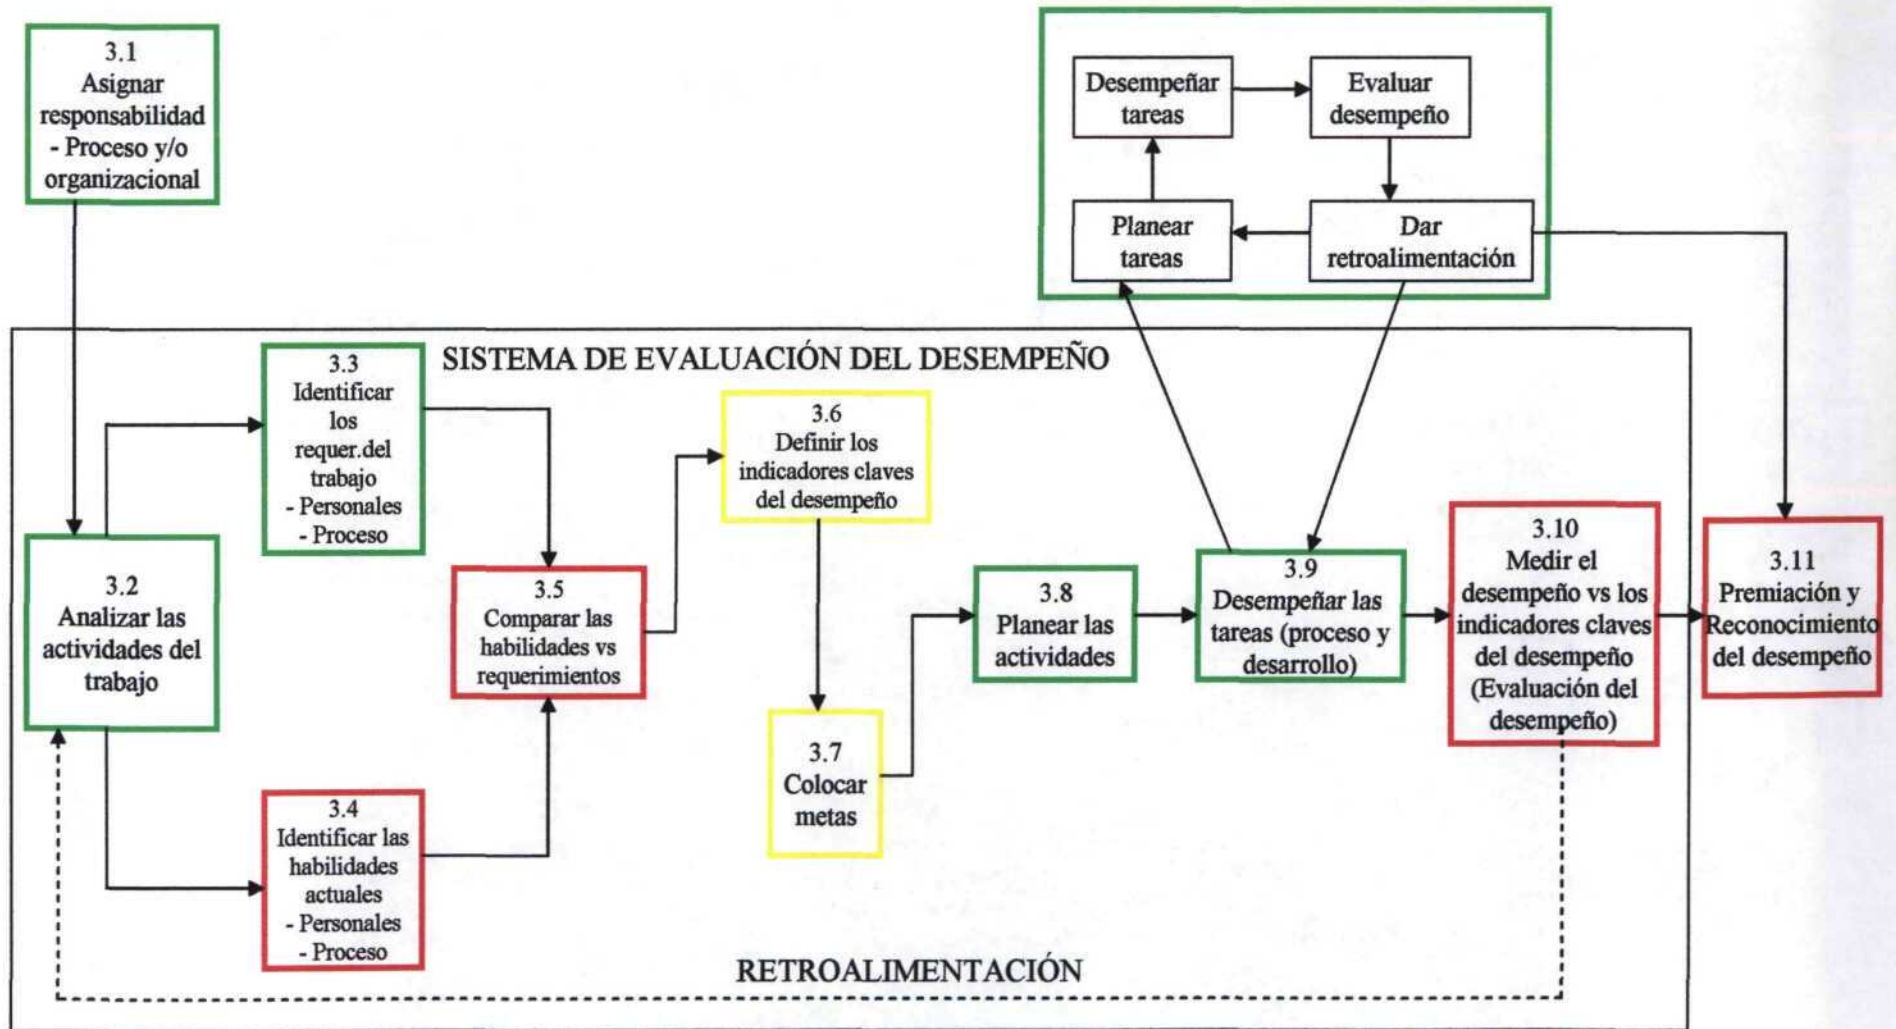 3.1
Asignar
responsabilidad
- Proceso y/o
organizacional
Desempeñar
tareas
Evaluar
desempeño
Planear
tareas
Dar
retroalimentación
SISTEMA DE EVALUACIÓN DEL DESEMPEÑO
3.2
Analizar las
actividades del
trabajo
3.3
Identificar
los
requer.del
trabajo
- Personales
- Proceso
3.4
Identificar las
habilidades
actuales
- Personales
- Proceso
3.5
Comparar las
habilidades vs
requerimientos
3.6
Definir los
indicadores claves
del desempeño
3.7
Colocar
metas
3.8
Planear las
actividades
3.9
Desempeñar las
tareas (proceso y
desarrollo)
3.10
Medir el
desempeño vs los
indicadores claves
del desempeño
(Evaluación del
desempeño)
3.11
Premiación y
Reconocimiento
del desempeño
RETROALIMENTACIÓN